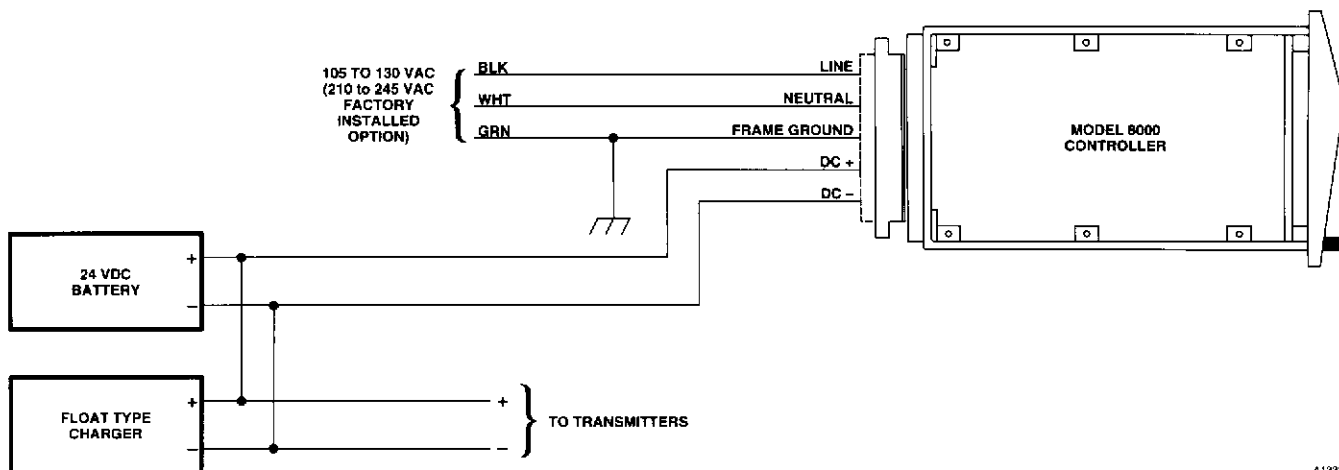 105 TO 130 VAC
(210 to 245 VAC
FACTORY
INSTALLED
OPTION)
BLK
LINE
WHT
NEUTRAL
GRN
FRAME GROUND
DC +
DC –
MODEL 8000
CONTROLLER
24 VDC
BATTERY
+
–
FLOAT TYPE
CHARGER
+
–
+
–
TO TRANSMITTERS